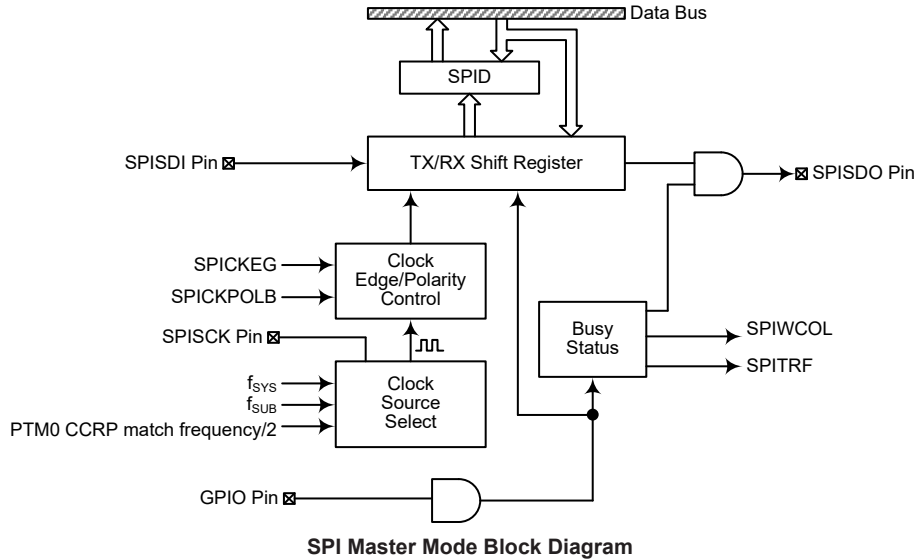 Data Bus
SPID
SPISDI Pin
TX/RX Shift Register
SPISDO Pin
SPICKEG
SPICKPOLB
Clock
Edge/Polarity
Control
SPISCK Pin
Busy
Status
SPIWCOL
SPITRF
fSYS
fSUB
PTM0 CCRP match frequency/2
Clock
Source
Select
GPIO Pin
SPI Master Mode Block Diagram